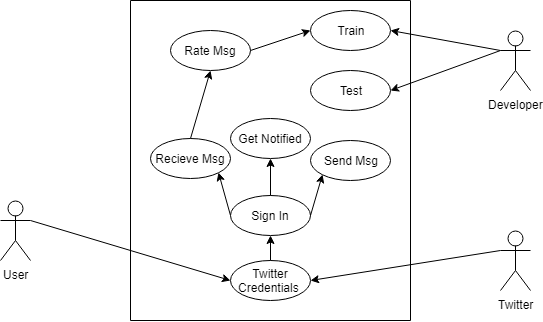 Train
Rate Msg
Test
Developer
Get Notified
Recieve Msg
Send Msg
Sign In
User
Twitter
Credentials
Twitter